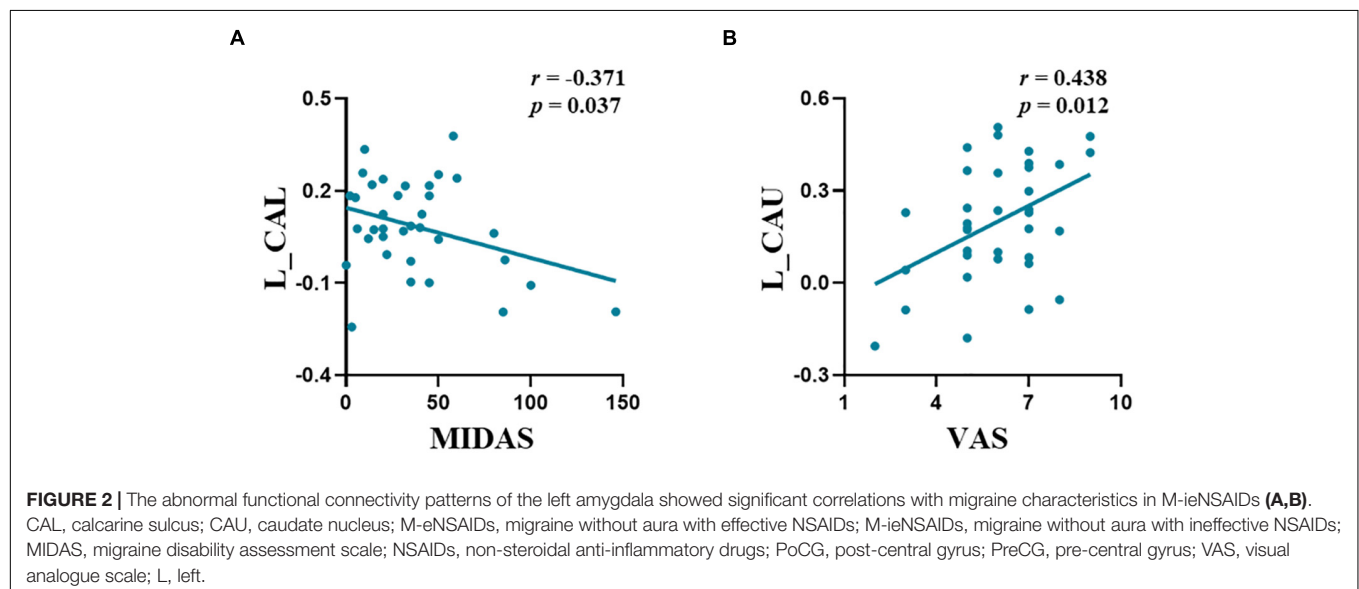 A
r = -0.371
p = 0.037
0.5
0.2
-0.1
-0.4
L_CAL
0
50
100
150
MIDAS
B
r = 0.438
p = 0.012
0.6
0.3
0.0
-0.3
L_CAU
1
4
7
10
VAS
FIGURE 2 | The abnormal functional connectivity patterns of the left amygdala showed significant correlations with migraine characteristics in M-ieNSAIDs (A,B).
CAL, calcarine sulcus; CAU, caudate nucleus; M-eNSAIDs, migraine without aura with effective NSAIDs; M-ieNSAIDs, migraine without aura with ineffective NSAIDs;
MIDAS, migraine disability assessment scale; NSAIDs, non-steroidal anti-inflammatory drugs; PoCG, post-central gyrus; PreCG, pre-central gyrus; VAS, visual
analogue scale; L, left.